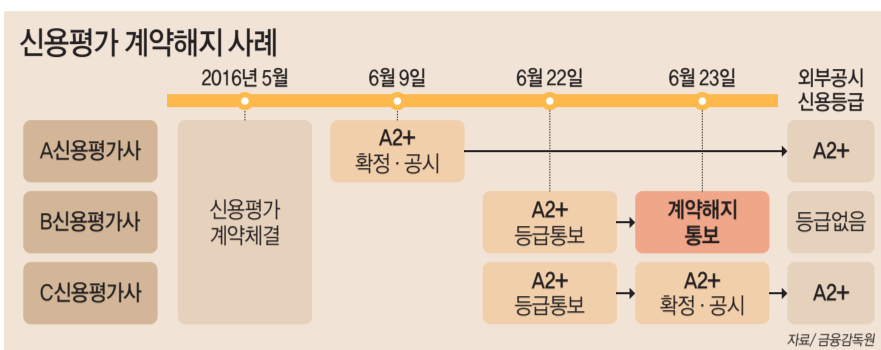 신용평가 계약해지 사례
2016년 5월
6월 9일
6월 22일
6월 23일
외부공시
신용등급
A신용평가사
신용평가
계약체결
A2+
확정·공시
A2+
B신용평가사
A2+
등급통보
계약해지
통보
등급없음
C신용평가사
A2+
등급통보
A2+
확정·공시
A2+
자료/금융감독원